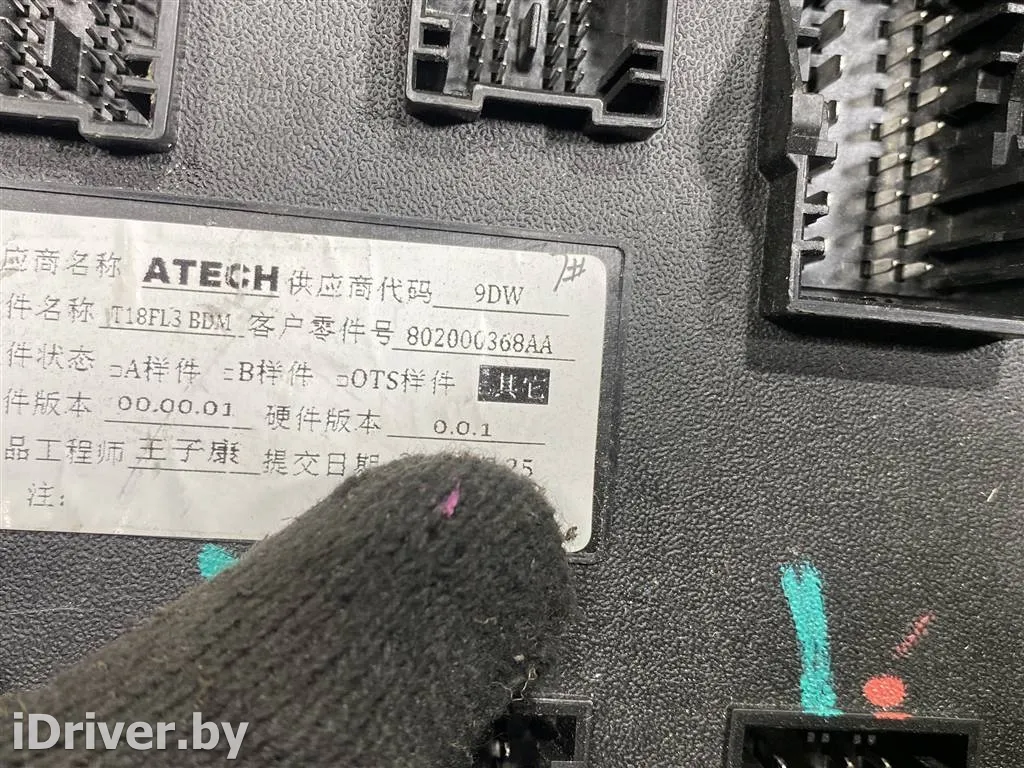 应商名称 ATECH 供应商代码 9DW 1#
件名称 T18FL3 BDM 客户零件号 802000368AA
件状态 □A样件 □B样件 □OTS样件 其它
件版本 00.00.01 硬件版本 0.0.1
品工程师 王子康 提交日期 25
注:
iDriver.by